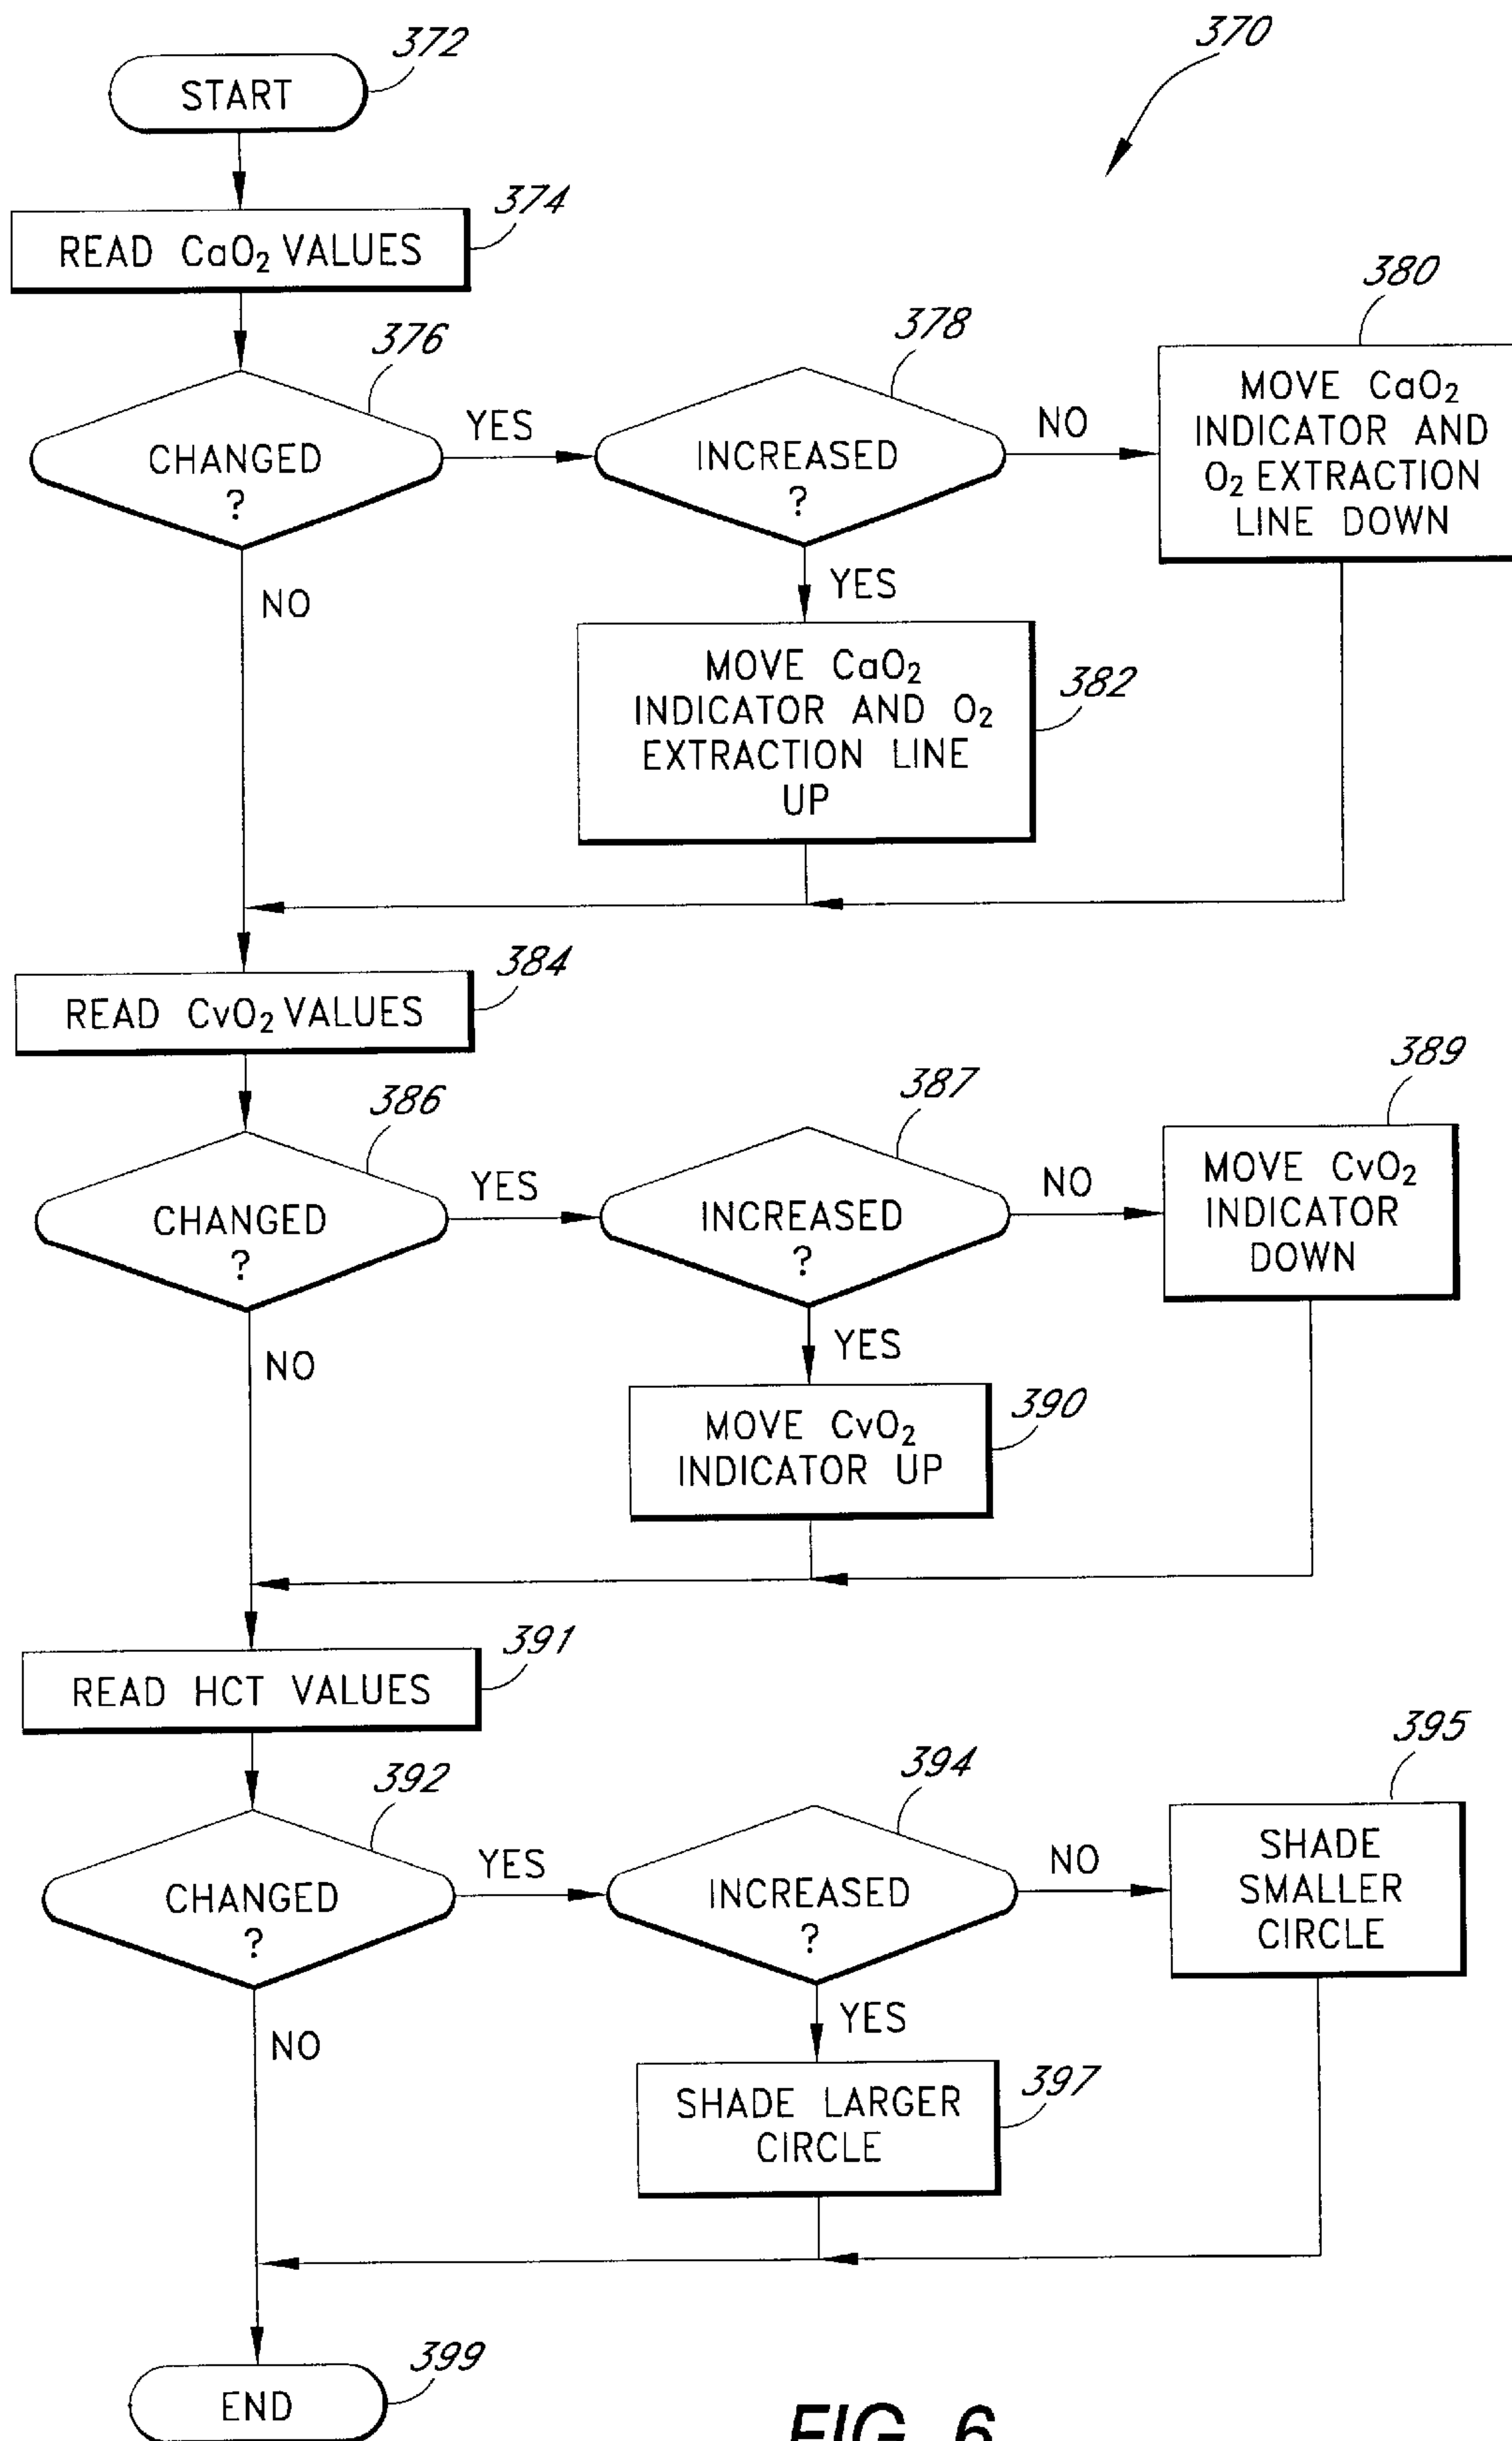 370
372
START
374
READ CaO₂ VALUES
376
CHANGED
?
YES
NO
378
INCREASED
?
NO
YES
380
MOVE CaO₂
INDICATOR AND
O₂ EXTRACTION
LINE DOWN
382
MOVE CaO₂
INDICATOR AND O₂
EXTRACTION LINE
UP
384
READ CvO₂ VALUES
386
CHANGED
?
YES
NO
387
INCREASED
?
NO
YES
389
MOVE CvO₂
INDICATOR
DOWN
390
MOVE CvO₂
INDICATOR UP
391
READ HCT VALUES
392
CHANGED
?
YES
NO
394
INCREASED
?
NO
YES
395
SHADE
SMALLER
CIRCLE
397
SHADE LARGER
CIRCLE
399
END
FIG. 6